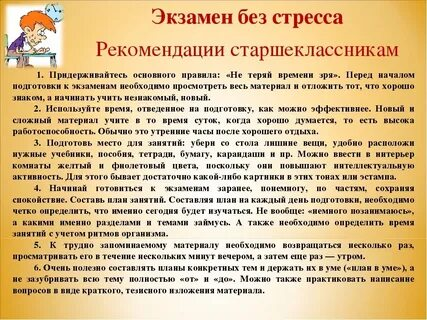 Экзамен без стресса
Рекомендации старшеклассникам
1. Придерживайтесь основного правила: «Не теряй времени зря». Перед началом
подготовки к экзаменам необходимо просмотреть весь материал и отложить тот, что хорошо
знаком, а начинать учить незнакомый, новый.
2. Используйте время, отведенное на подготовку, как можно эффективнее. Новый и
сложный материал учите в то время суток, когда хорошо думается, то есть высока
работоспособность. Обычно это утренние часы после хорошего отдыха.
3. Подготовь место для занятий: убери со стола лишние вещи, удобно расположи
нужные учебники, пособия, тетради, бумагу, карандаши и пр. Можно ввести в интерьер
комнаты желтый и фиолетовый цвета, поскольку они повышают интеллектуальную
активность. Для этого бывает достаточно какой-либо картинки в этих тонах или эстампа.
4. Начинай готовиться к экзаменам заранее, понемногу, по частям, сохраняя
спокойствие. Составь план занятий. Составляя план на каждый день подготовки, необходимо
четко определить, что именно сегодня будет изучаться. Не вообще: «немного позанимаюсь»,
а какими именно разделами и темами займусь. А также необходимо определить время
занятий с учетом ритмов организма.
5. К трудно запоминаемому материалу необходимо возвращаться несколько раз,
просматривать его в течение нескольких минут вечером, а затем еще раз — утром.
6. Очень полезно составлять планы конкретных тем и держать их в уме («план в уме»), а
не зазубривать всю тему полностью «от» и «до». Можно также практиковать написание
вопросов в виде краткого, тезисного изложения материала.